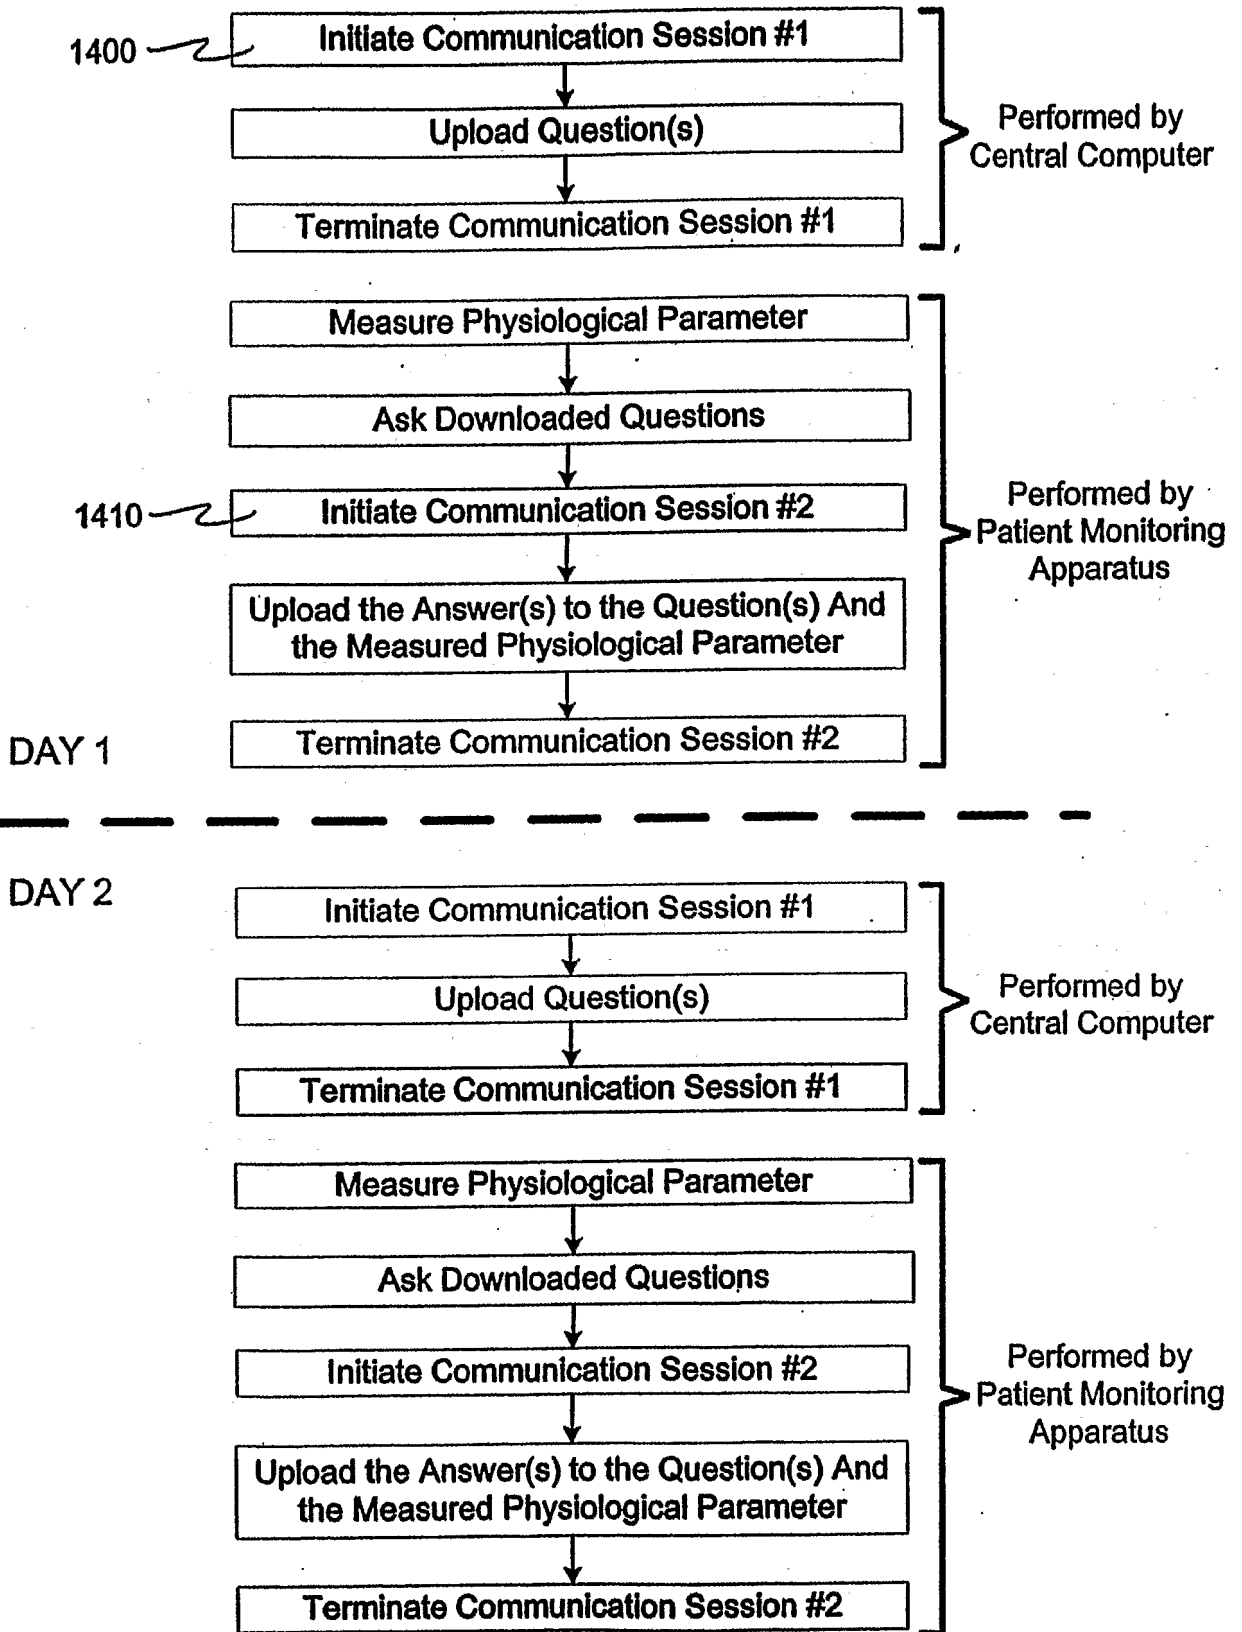 1400
Initiate Communication Session #1
Upload Question(s)
Terminate Communication Session #1
Performed by
Central Computer
Measure Physiological Parameter
Ask Downloaded Questions
1410
Initiate Communication Session #2
Upload the Answer(s) to the Question(s) And
the Measured Physiological Parameter
Terminate Communication Session #2
Performed by
Patient Monitoring
Apparatus
DAY 1
DAY 2
Initiate Communication Session #1
Upload Question(s)
Terminate Communication Session #1
Performed by
Central Computer
Measure Physiological Parameter
Ask Downloaded Questions
Initiate Communication Session #2
Upload the Answer(s) to the Question(s) And
the Measured Physiological Parameter
Terminate Communication Session #2
Performed by
Patient Monitoring
Apparatus